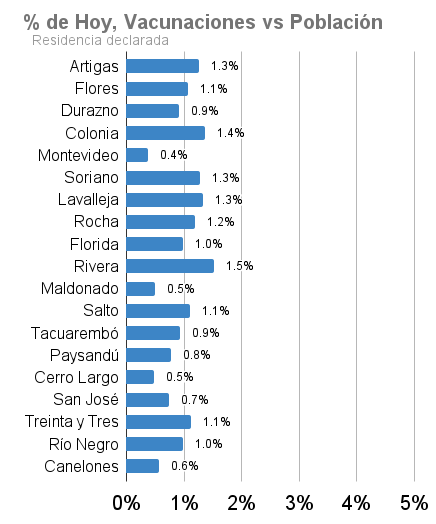 % de Hoy, Vacunaciones vs Población
Residencia declarada
Artigas 1.3%
Flores 1.1%
Durazno 0.9%
Colonia 1.4%
Montevideo 0.4%
Soriano 1.3%
Lavalleja 1.3%
Rocha 1.2%
Florida 1.0%
Rivera 1.5%
Maldonado 0.5%
Salto 1.1%
Tacuarembó 0.9%
Paysandú 0.8%
Cerro Largo 0.5%
San José 0.7%
Treinta y Tres 1.1%
Río Negro 1.0%
Canelones 0.6%
0% 1% 2% 3% 4% 5%